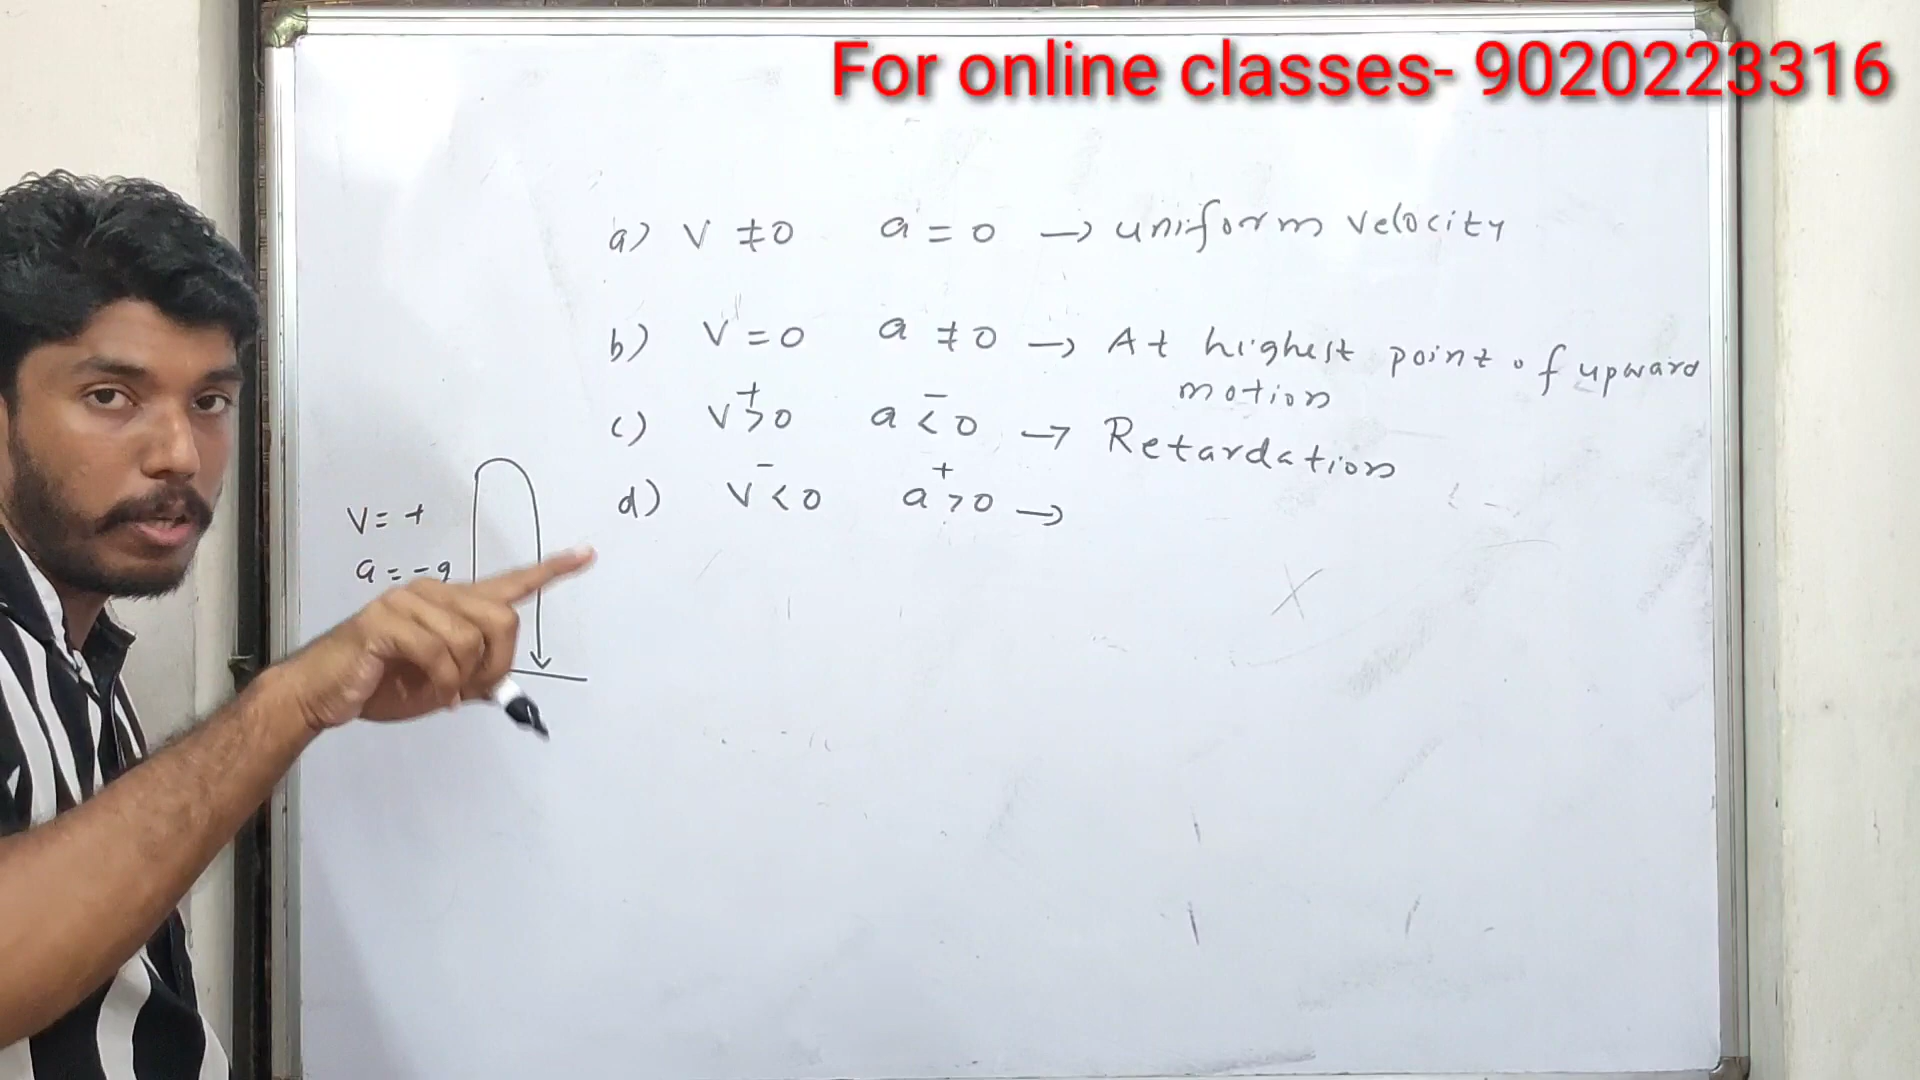 For online classes- 9020223316
a) V ≠ 0 a = 0 → uniform velocity
b) V = 0 a ≠ 0 → At highest point of upward
motion
+ −
c) V > 0 a < 0 → Retardation
− +
d) V < 0 a > 0 →
V = +
a = - g